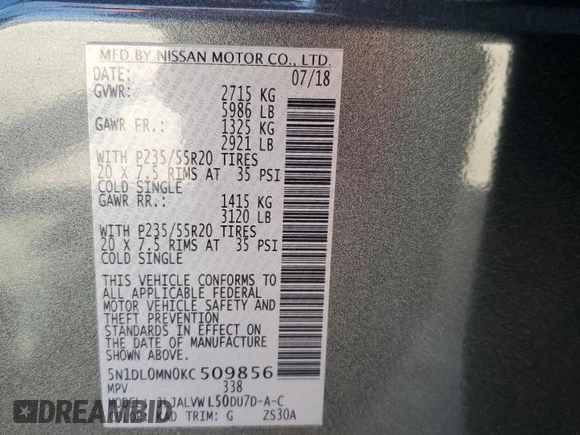 MFD BY NISSAN MOTOR CO., LTD.
DATE: 07/18
GVWR: 2715 KG
5986 LB
GAWR FR.: 1325 KG
2921 LB
WITH P235/55R20 TIRES
20 X 7.5 RIMS AT 35 PSI
COLD SINGLE
GAWR RR.: 1415 KG
3120 LB
WITH P235/55R20 TIRES
20 X 7.5 RIMS AT 35 PSI
COLD SINGLE
THIS VEHICLE CONFORMS TO
ALL APPLICABLE FEDERAL
MOTOR VEHICLE SAFETY AND
THEFT PREVENTION
STANDARDS IN EFFECT ON
THE DATE OF MANUFACTURE
SHOWN ABOVE.
5N1DL0MN0KC509856
MPV 338
JALVW L50DU7D-A-C
TRIM: G ZS30A
EASYBIDAUTO